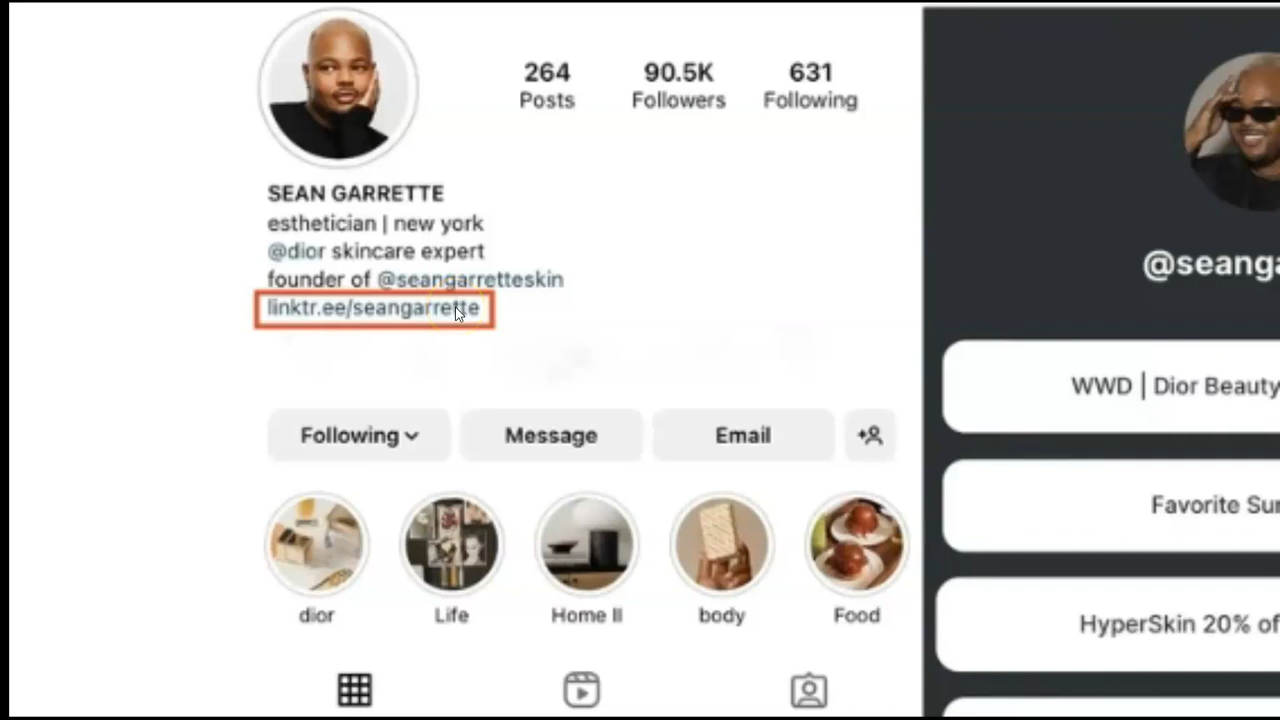 264 90.5K 631
Posts Followers Following
SEAN GARRETTE
esthetician | new york
@dior skincare expert
founder of @seangarretteskin
linktr.ee/seangarrette
Following Message Email
dior Life Home II body Food
@seanga
WWD | Dior Beauty
Favorite Sun
HyperSkin 20% of